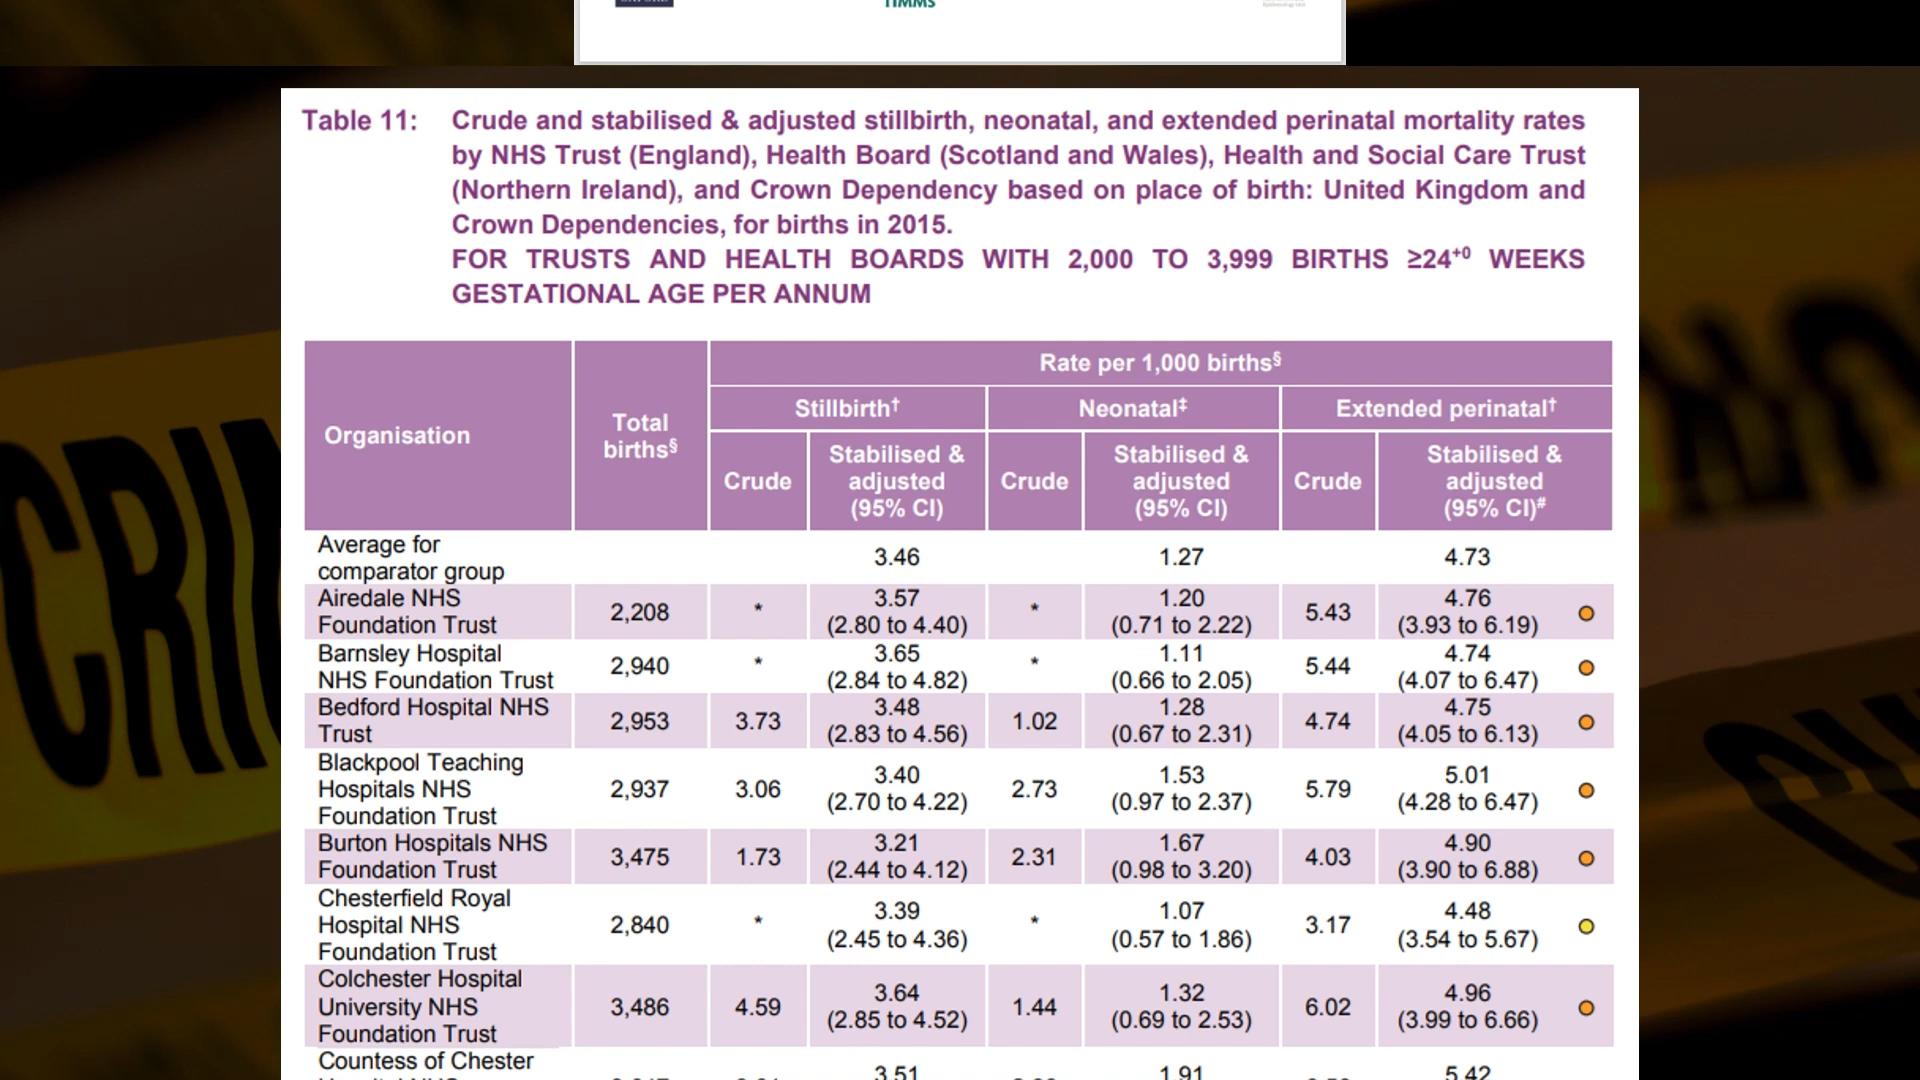 TIMMS
Table 11: Crude and stabilised & adjusted stillbirth, neonatal, and extended perinatal mortality rates
by NHS Trust (England), Health Board (Scotland and Wales), Health and Social Care Trust
(Northern Ireland), and Crown Dependency based on place of birth: United Kingdom and
Crown Dependencies, for births in 2015.
FOR TRUSTS AND HEALTH BOARDS WITH 2,000 TO 3,999 BIRTHS ≥24⁺⁰ WEEKS
GESTATIONAL AGE PER ANNUM
Organisation
Total
births§
Rate per 1,000 births§
Stillbirth† Neonatal‡ Extended perinatal†
Crude
Stabilised &
adjusted
(95% CI)
Crude
Stabilised &
adjusted
(95% CI)
Crude
Stabilised &
adjusted
(95% CI)#
Average for
comparator group
3.46 1.27 4.73
Airedale NHS
Foundation Trust
2,208 * 3.57 * 1.20 5.43 4.76
(2.80 to 4.40) (0.71 to 2.22) (3.93 to 6.19)
Barnsley Hospital
NHS Foundation Trust
2,940 * 3.65 * 1.11 5.44 4.74
(2.84 to 4.82) (0.66 to 2.05) (4.07 to 6.47)
Bedford Hospital NHS
Trust
2,953 3.73 3.48 1.02 1.28 4.74 4.75
(2.83 to 4.56) (0.67 to 2.31) (4.05 to 6.13)
Blackpool Teaching
Hospitals NHS
Foundation Trust
2,937 3.06 3.40 2.73 1.53 5.79 5.01
(2.70 to 4.22) (0.97 to 2.37) (4.28 to 6.47)
Burton Hospitals NHS
Foundation Trust
3,475 1.73 3.21 2.31 1.67 4.03 4.90
(2.44 to 4.12) (0.98 to 3.20) (3.90 to 6.88)
Chesterfield Royal
Hospital NHS
Foundation Trust
2,840 * 3.39 * 1.07 3.17 4.48
(2.45 to 4.36) (0.57 to 1.86) (3.54 to 5.67)
Colchester Hospital
University NHS
Foundation Trust
3,486 4.59 3.64 1.44 1.32 6.02 4.96
(2.85 to 4.52) (0.69 to 2.53) (3.99 to 6.66)
Countess of Chester
3.51 1.91 5.42